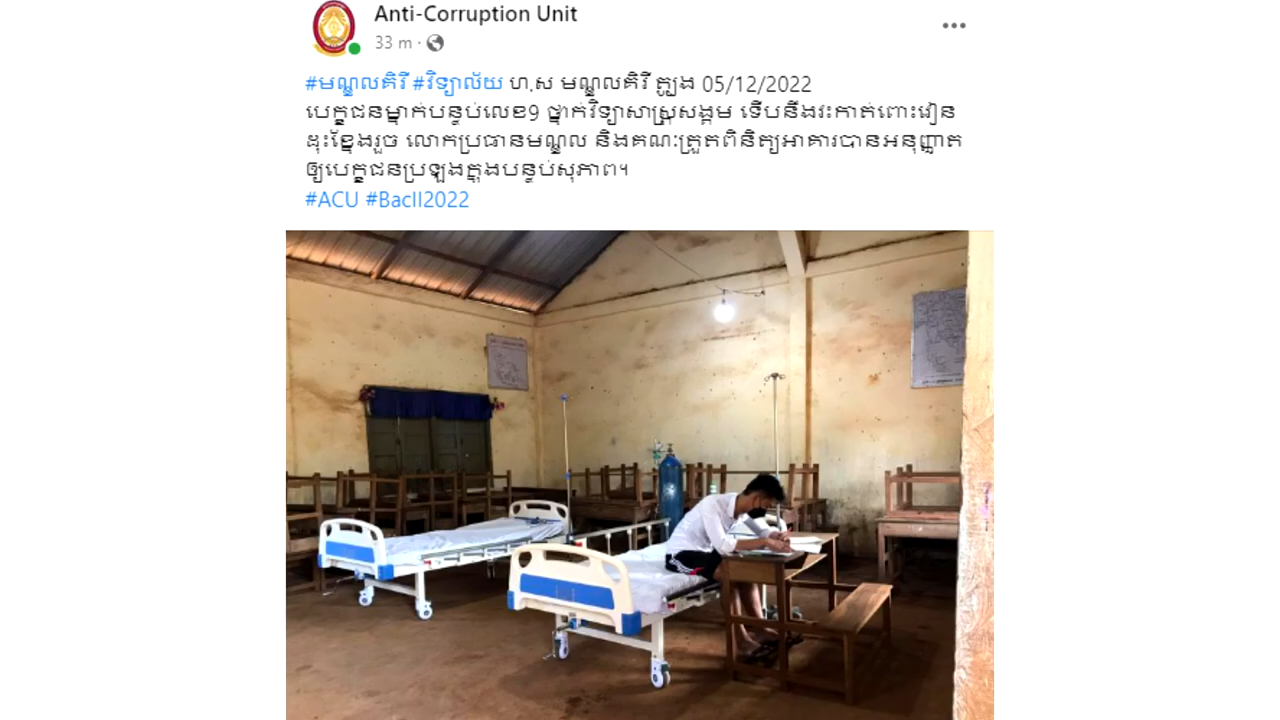 Anti-Corruption Unit
33 m ·
#មណ្ឌលគិរី #វិទ្យាល័យ ហ.ស មណ្ឌលគិរី ត្បូង 05/12/2022
បេក្ខជនម្នាក់បន្ទប់លេខ9 ថ្នាក់វិទ្យាសាស្ត្រសង្គម ទើបនឹងវះកាត់ពោះវៀន
ដុះខ្នែងរួច លោកប្រធានមណ្ឌល និងគណៈត្រួតពិនិត្យអាគារបានអនុញ្ញាត
ឲ្យបេក្ខជនប្រឡងក្នុងបន្ទប់សុភាព។
#ACU #BacII2022